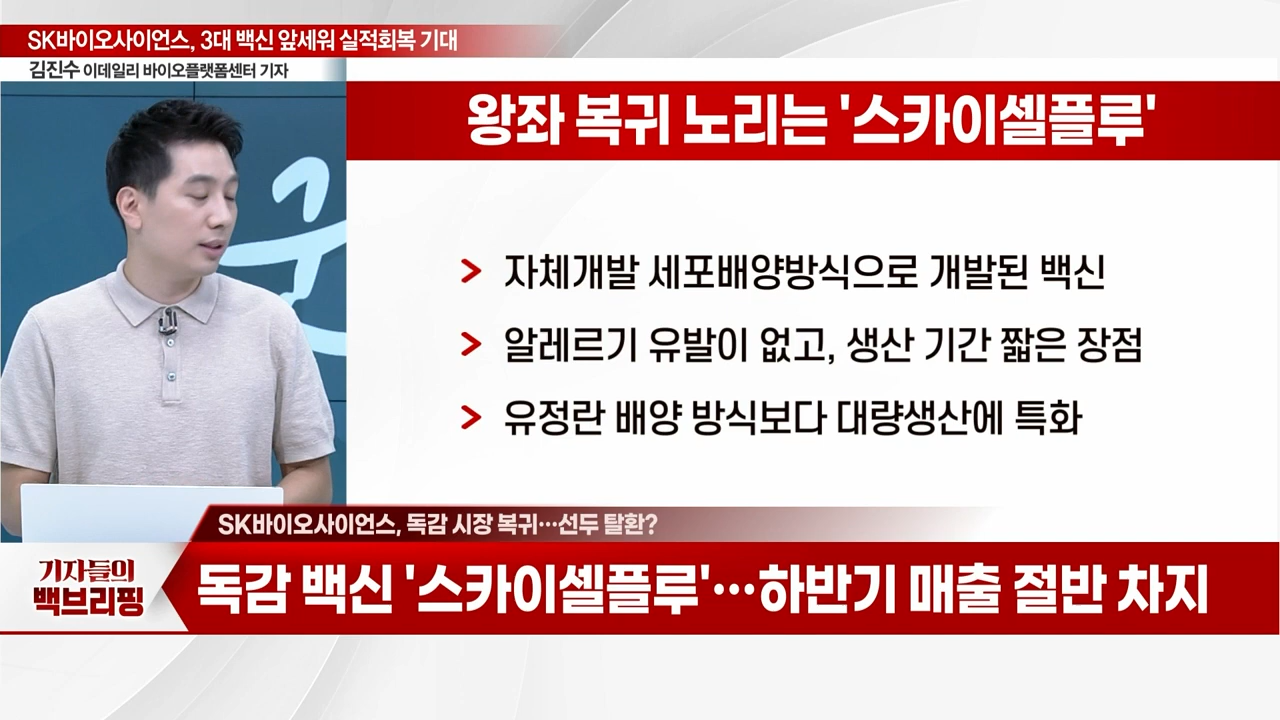 SK바이오사이언스, 3대 백신 앞세워 실적회복 기대
김진수 이데일리 바이오플랫폼센터 기자
왕좌 복귀 노리는 '스카이셀플루'
> 자체개발 세포배양방식으로 개발된 백신
> 알레르기 유발이 없고, 생산 기간 짧은 장점
> 유정란 배양 방식보다 대량생산에 특화
SK바이오사이언스, 독감 시장 복귀…선두 탈환?
기자들의
백브리핑
독감 백신 '스카이셀플루'…하반기 매출 절반 차지